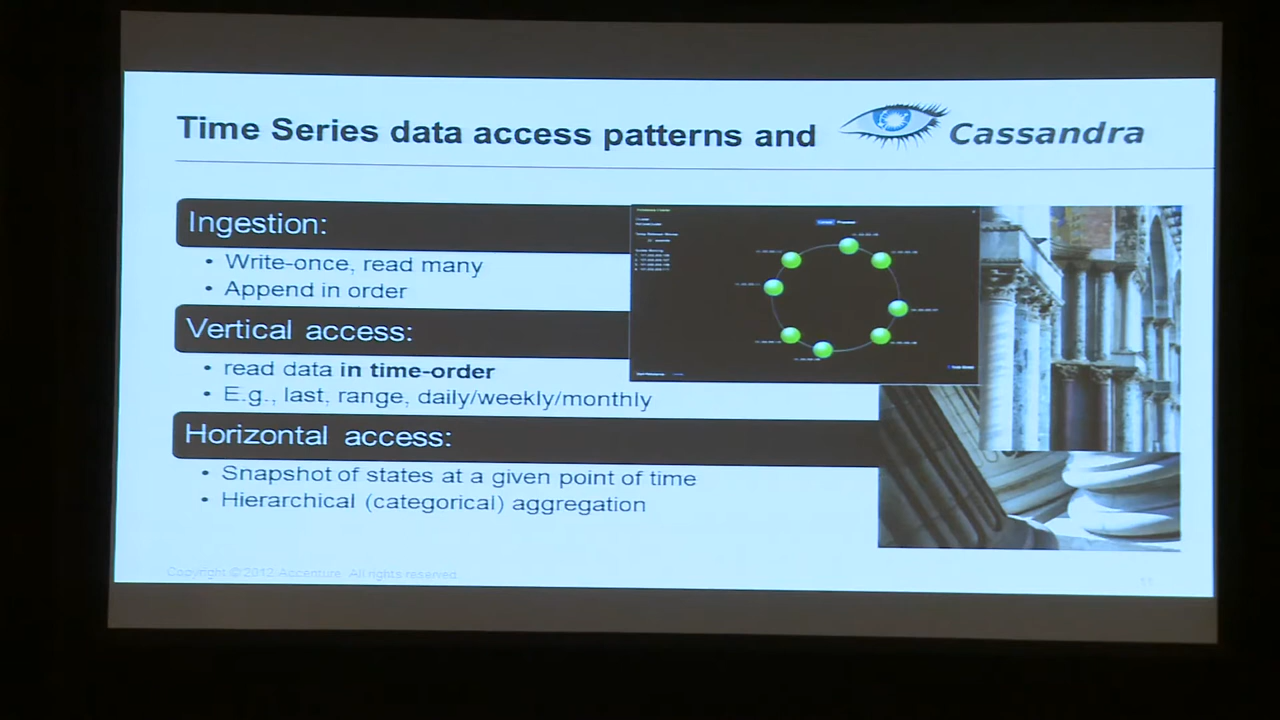 Time Series data access patterns and
Cassandra
Ingestion:
• Write-once, read many
• Append in order
Vertical access:
• read data in time-order
• E.g., last, range, daily/weekly/monthly
Horizontal access:
• Snapshot of states at a given point of time
• Hierarchical (categorical) aggregation
Copyright © 2012 Accenture All rights reserved.